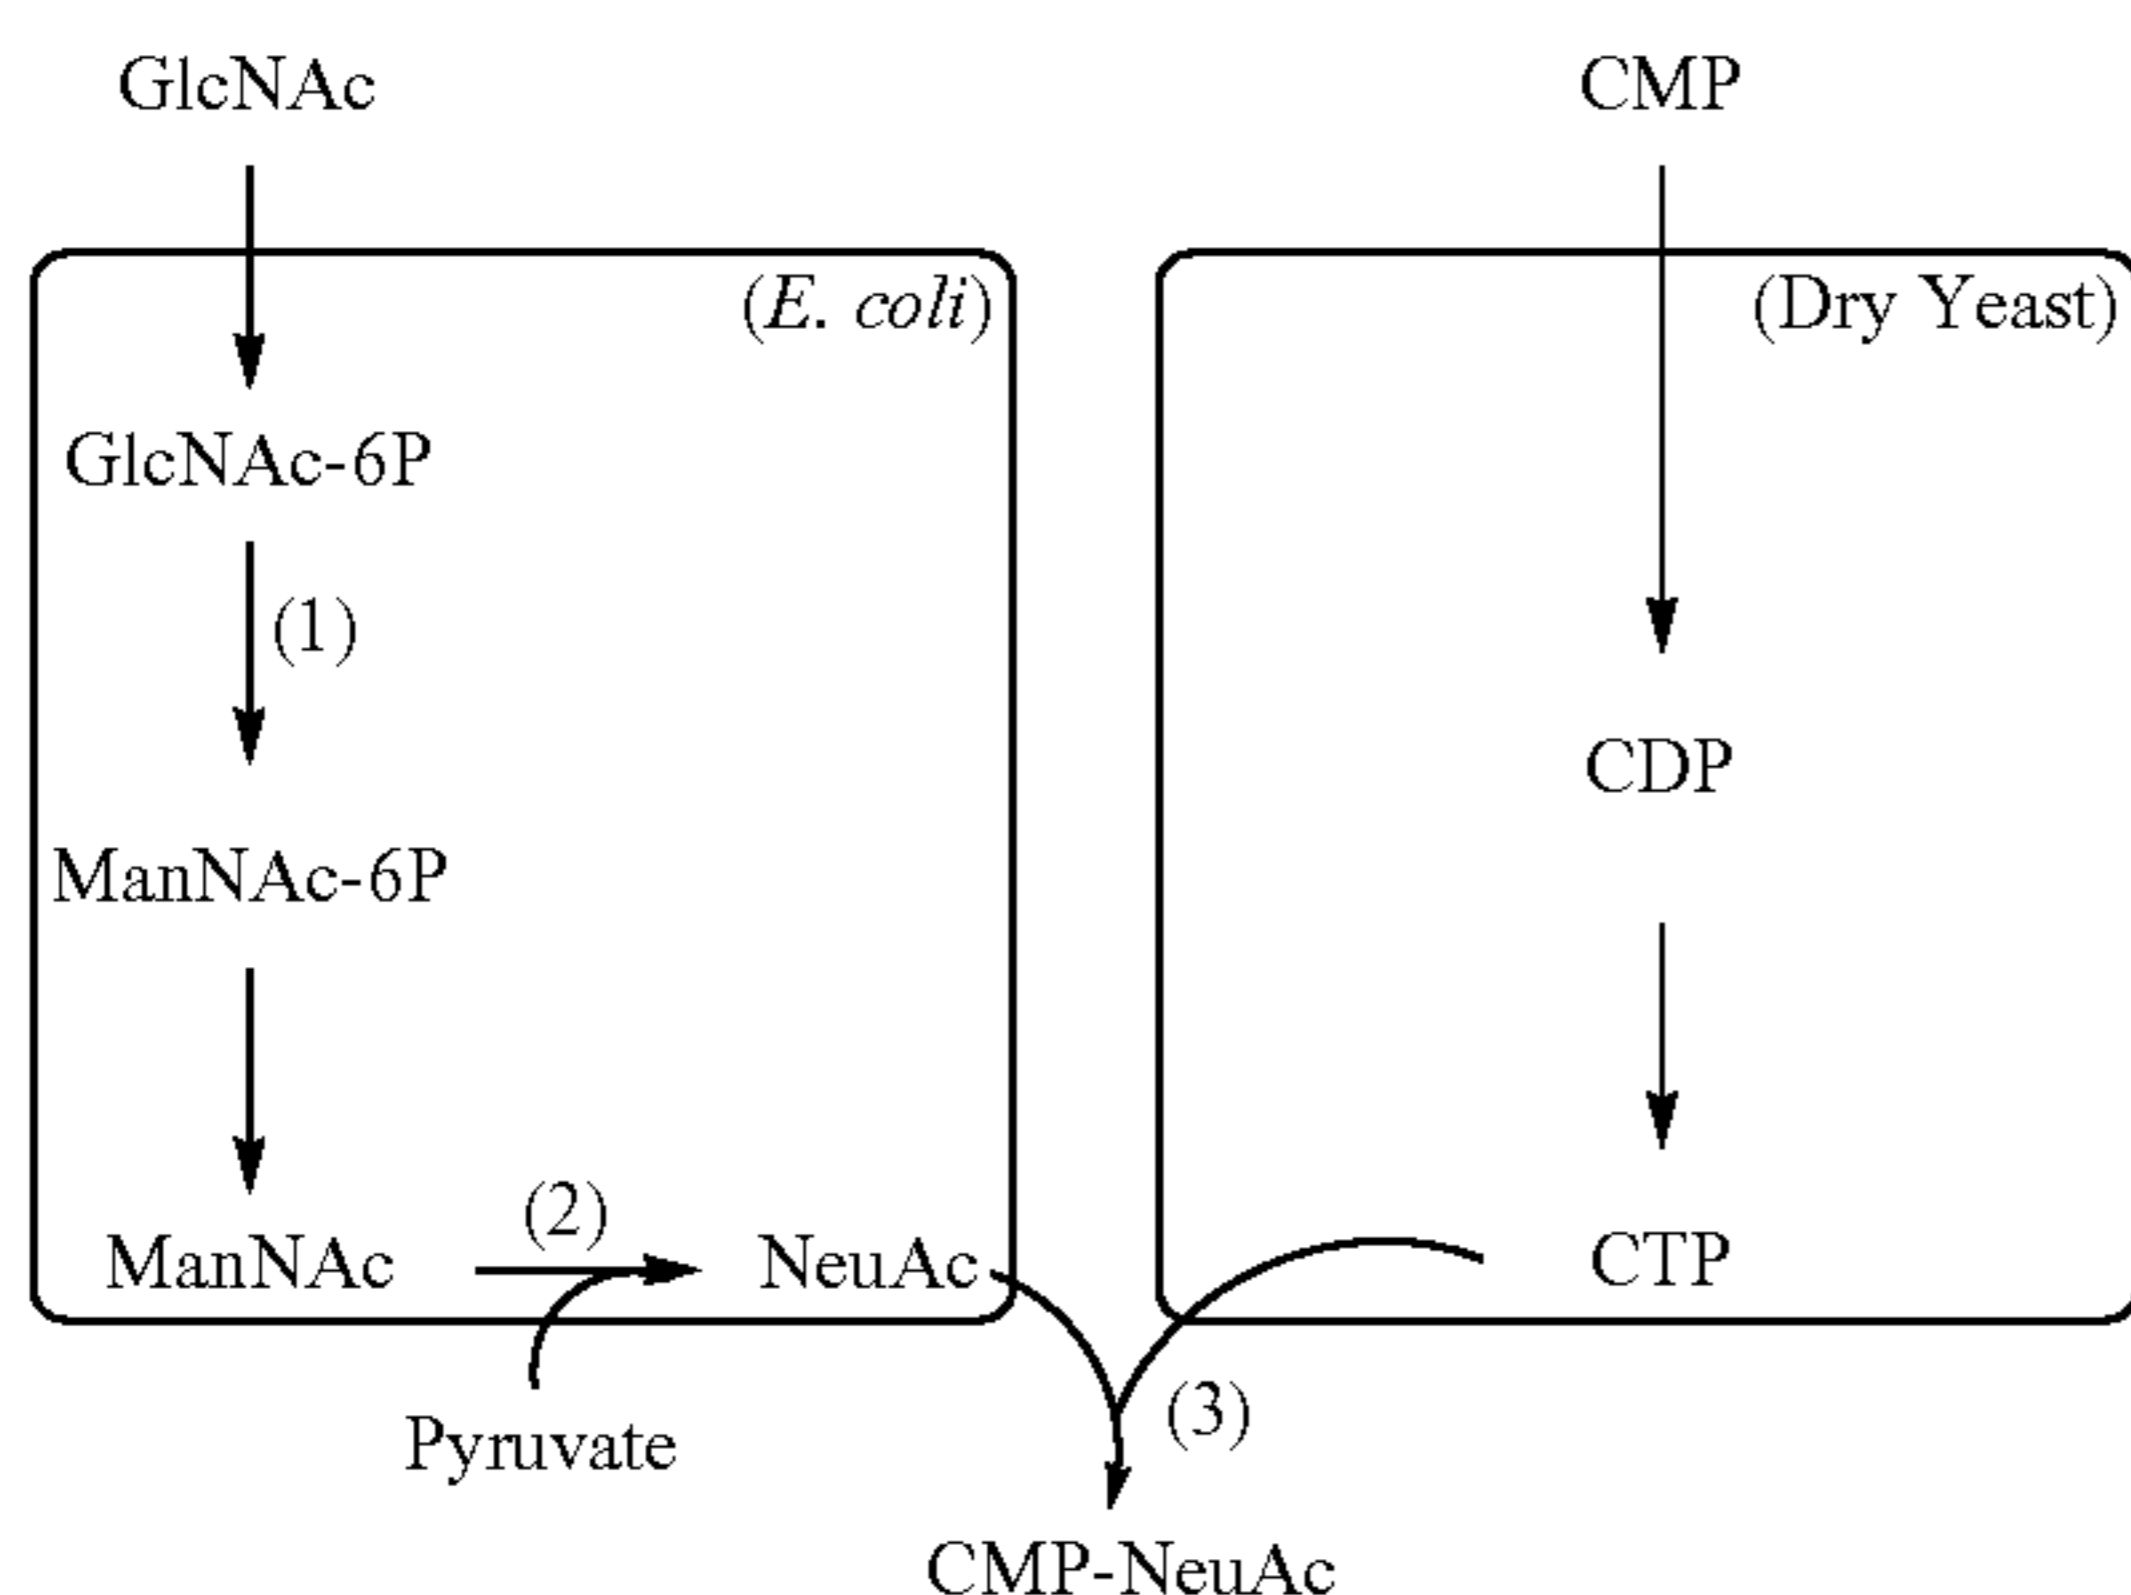 GlcNAc
CMP
(E. coli)
(Dry Yeast)
GlcNAc-6P
(1)
CDP
ManNAc-6P
(2)
ManNAc
NeuAc
CTP
(3)
Pyruvate
CMP-NeuAc